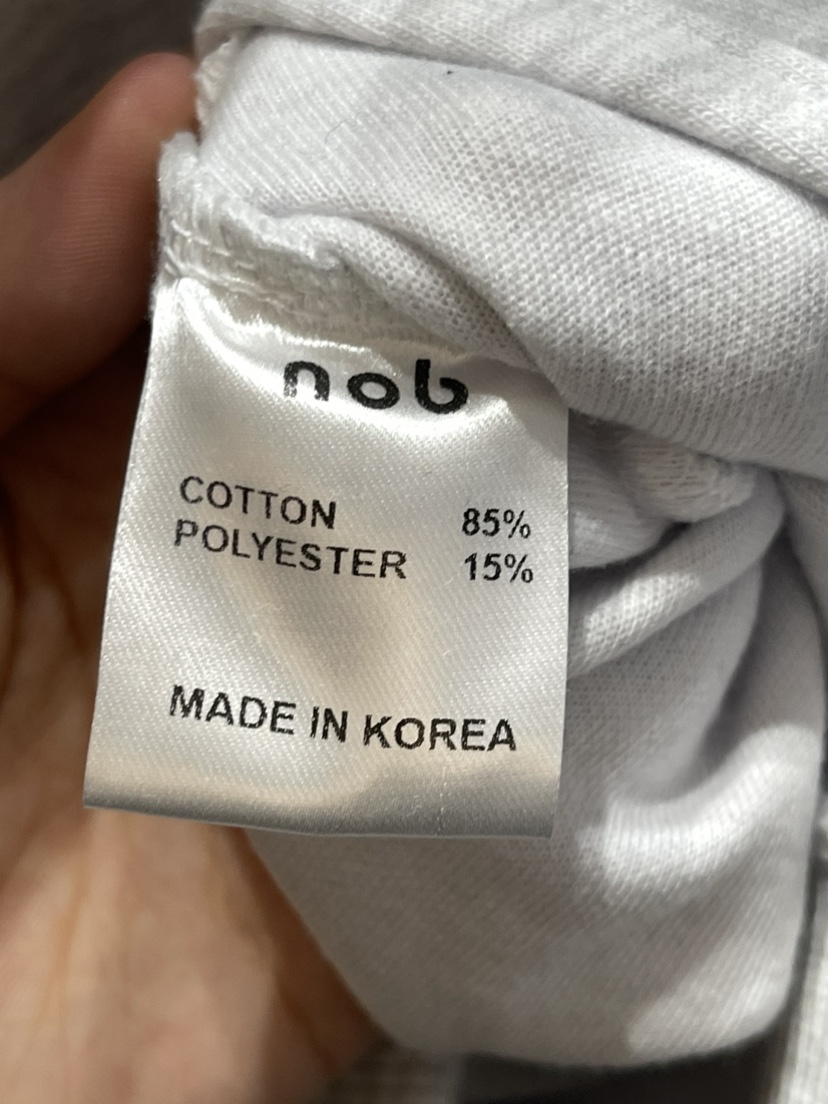 nob
COTTON 85%
POLYESTER 15%
MADE IN KOREA